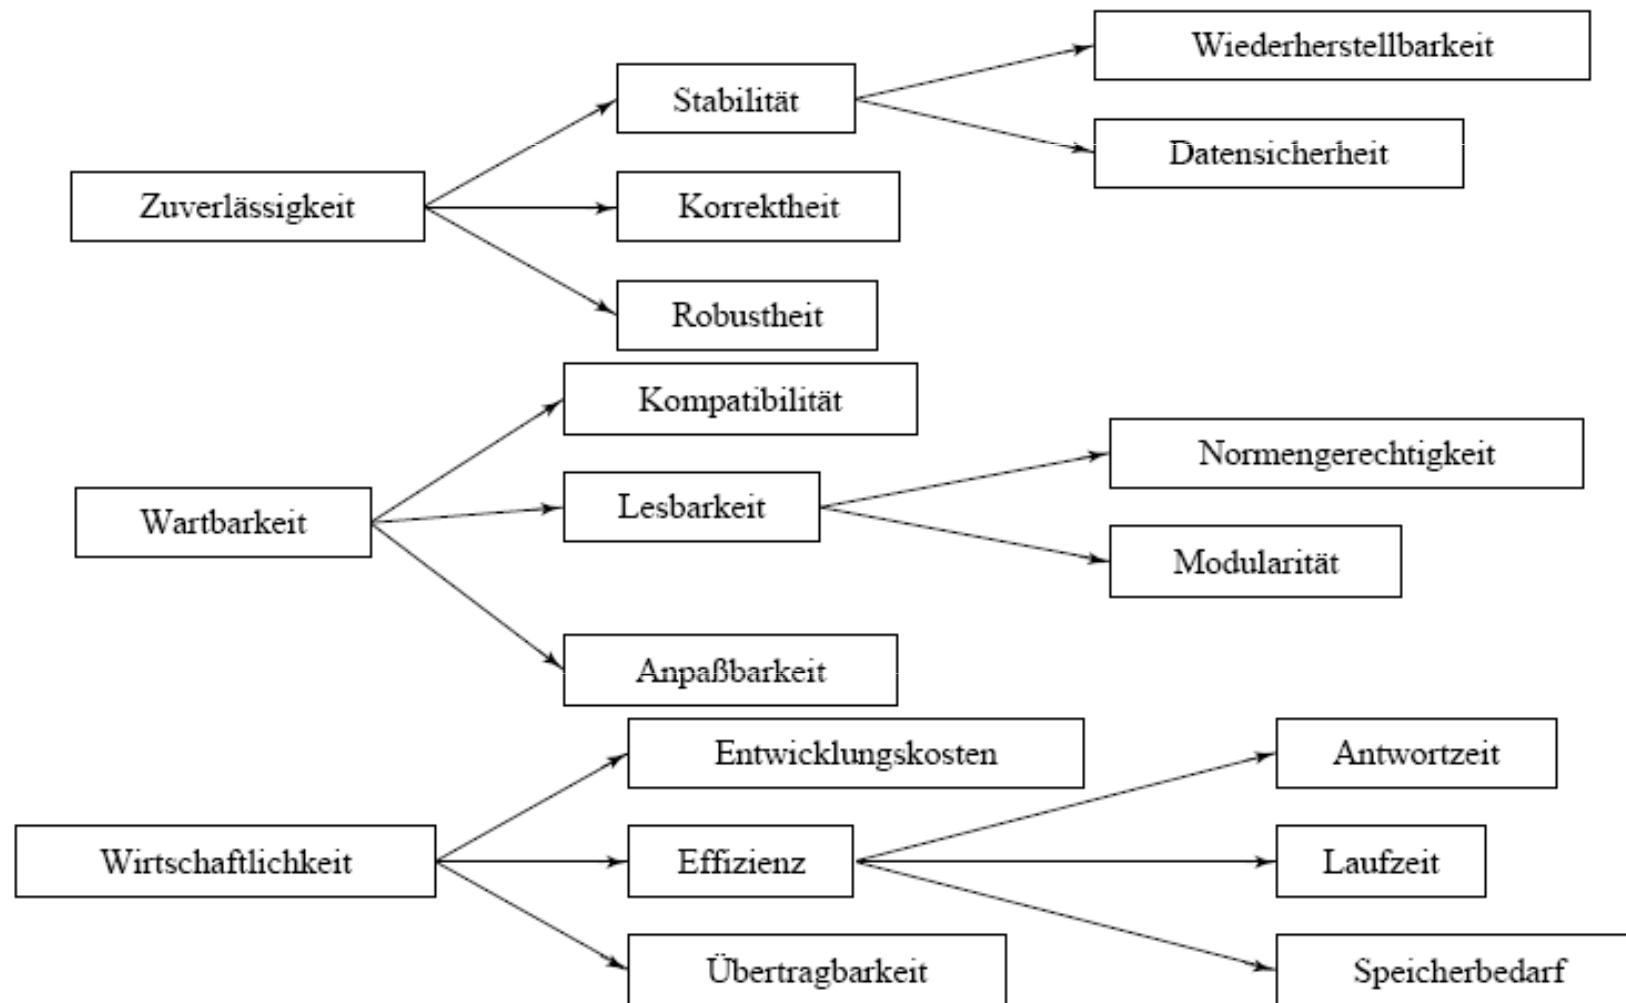 Wiederherstellbarkeit
Stabilität
Datensicherheit
Zuverlässigkeit
Korrektheit
Robustheit
Kompatibilität
Normengerechtigkeit
Lesbarkeit
Wartbarkeit
Modularität
Anpaßbarkeit
Entwicklungskosten
Antwortzeit
Wirtschaftlichkeit
Effizienz
Laufzeit
Übertragbarkeit
Speicherbedarf